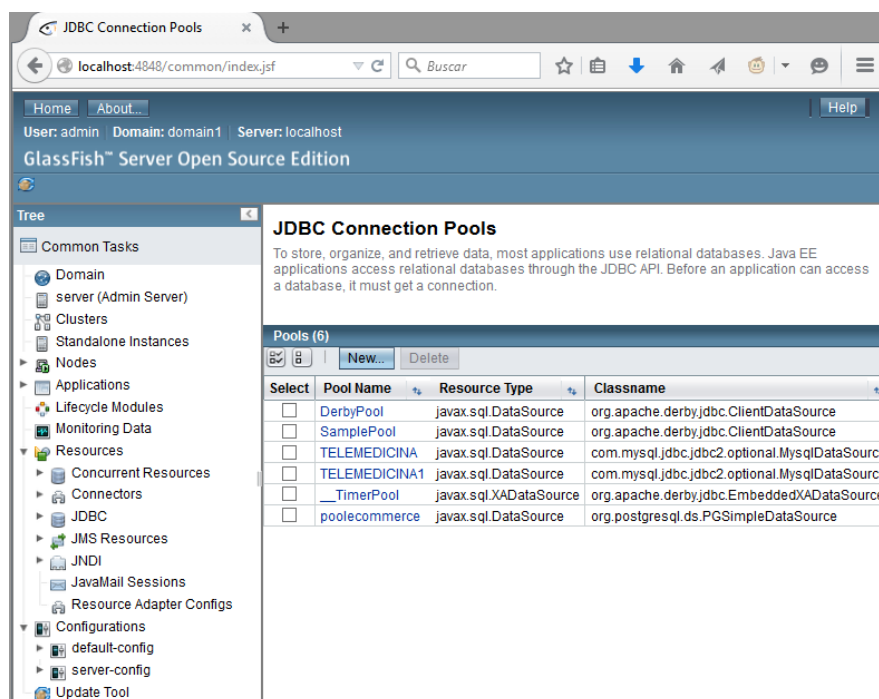 JDBC Connection Pools
localhost:4848/common/index.jsf
Buscar
Home About...
Help
User: admin Domain: domain1 Server: localhost
GlassFish™ Server Open Source Edition
Tree
Common Tasks
Domain
server (Admin Server)
Clusters
Standalone Instances
Nodes
Applications
Lifecycle Modules
Monitoring Data
Resources
Concurrent Resources
Connectors
JDBC
JMS Resources
JNDI
JavaMail Sessions
Resource Adapter Configs
Configurations
default-config
server-config
Update Tool
JDBC Connection Pools
To store, organize, and retrieve data, most applications use relational databases. Java EE
applications access relational databases through the JDBC API. Before an application can access
a database, it must get a connection.
Pools (6)
New... Delete
Select Pool Name Resource Type Classname
DerbyPool javax.sql.DataSource org.apache.derby.jdbc.ClientDataSource
SamplePool javax.sql.DataSource org.apache.derby.jdbc.ClientDataSource
TELEMEDICINA javax.sql.DataSource com.mysql.jdbc.jdbc2.optional.MysqlDataSourc
TELEMEDICINA1 javax.sql.DataSource com.mysql.jdbc.jdbc2.optional.MysqlDataSourc
__TimerPool javax.sql.XADataSource org.apache.derby.jdbc.EmbeddedXADataSource
poolecommerce javax.sql.DataSource org.postgresql.ds.PGSimpleDataSource